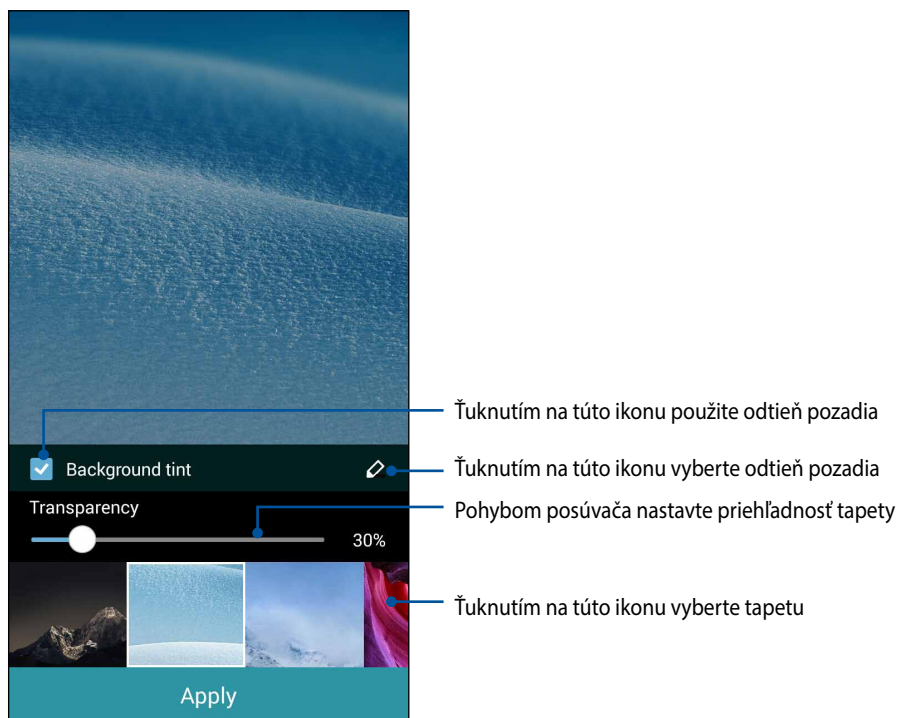 Ťuknutím na túto ikonu použite odtieň pozadia
Background tint
Ťuknutím na túto ikonu vyberte odtieň pozadia
Transparency
Pohybom posúvača nastavte priehľadnosť tapety
30%
Ťuknutím na túto ikonu vyberte tapetu
Apply